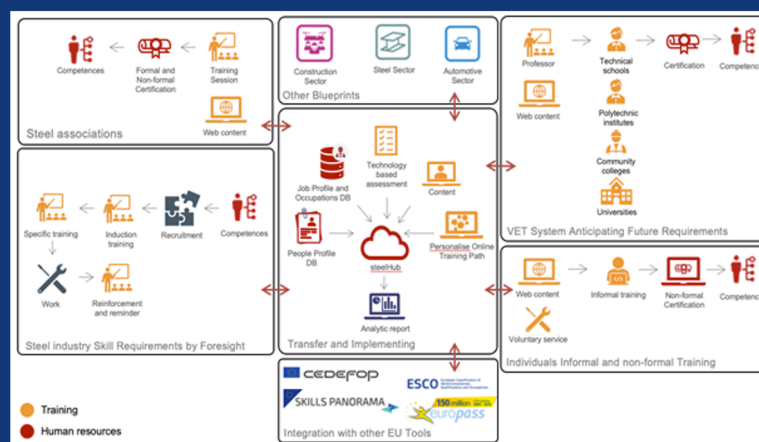 Competences
Formal and
Non-formal
Certification
Training
Session
Web content
Steel associations
Construction
Sector
Steel Sector
Automotive
Sector
Other Blueprints
Professor
Technical
schools
Certification
Competenc
Web content
Polytechnic
institutes
Community
colleges
Universities
VET System Anticipating Future Requirements
Specific training
Induction
training
Recruitment
Competences
Work
Reinforcement
and reminder
Steel industry Skill Requirements by Foresight
Technology
based
assessment
Job Profile and
Occupations DB
Content
People Profile
DB
steelHub
Personalise Online
Training Path
Analytic report
Transfer and Implementing
Web content
Informal training
Non-formal
Certification
Competenc
Voluntary service
Individuals Informal and non-formal Training
CEDEFOP
ESCO
SKILLS PANORAMA
150 million
europass
Integration with other EU Tools
Training
Human resources